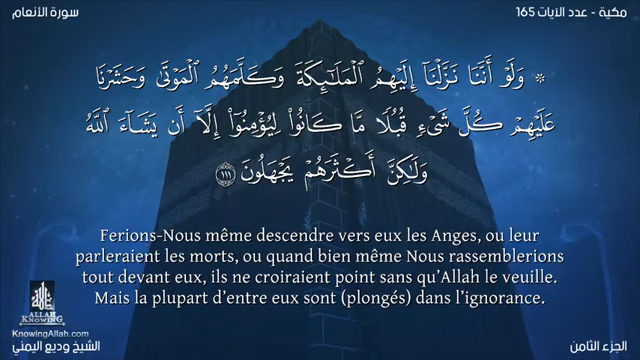 سورة الأنعام
مكية - عدد الآيات 165
۞ وَلَوْ أَنَّنَا نَزَّلْنَآ إِلَيْهِمُ ٱلْمَلَـٰٓئِكَةَ وَكَلَّمَهُمُ ٱلْمَوْتَىٰ وَحَشَرْنَا
عَلَيْهِمْ كُلَّ شَىْءٍ قُبُلًا مَّا كَانُوا۟ لِيُؤْمِنُوٓا۟ إِلَّآ أَن يَشَآءَ ٱللَّهُ
وَلَـٰكِنَّ أَكْثَرَهُمْ يَجْهَلُونَ ١١١
Ferions-Nous même descendre vers eux les Anges, ou leur
parleraient les morts, ou quand bien même Nous rassemblerions
tout devant eux, ils ne croiraient point sans qu’Allah le veuille.
Mais la plupart d’entre eux sont (plongés) dans l’ignorance.
ALLAH
KNOWING
KnowingAllah.com
الشيخ وديع اليمني
الجزء الثامن